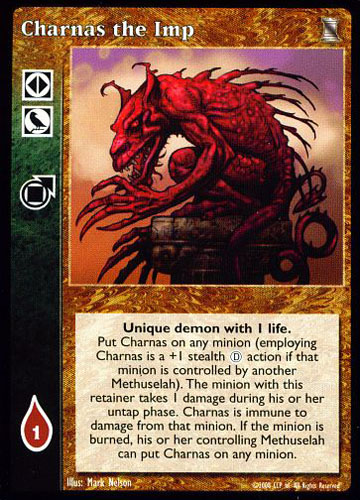 Charnas the Imp
Unique demon with 1 life.
Put Charnas on any minion (employing
Charnas is a +1 stealth Ⓓ action if that
minion is controlled by another
Methuselah). The minion with this
retainer takes 1 damage during his or her
untap phase. Charnas is immune to
damage from that minion. If the minion is
burned, his or her controlling Methuselah
can put Charnas on any minion.
1
Illus: Mark Nelson